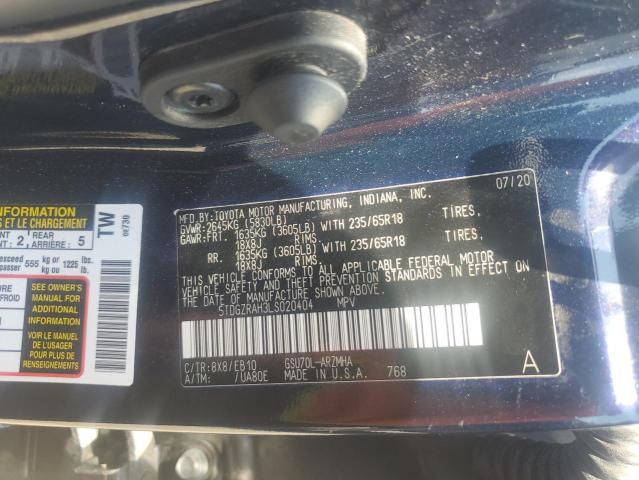 INFORMATION
S ET LE CHARGEMENT
NT 2 REAR ARRIÈRE: 5
exceed 555 kg or kg ou 1225 lbs. lb.
SEE OWNER'S
MANUAL FOR
ADDITIONAL
INFORMATION
VOIR LE MANUEL
DE L'USAGER
POUR PLUS DE
RENSEIGNEMENTS
TW
MFD.BY:TOYOTA MOTOR MANUFACTURING, INDIANA, INC. 07/20
GVWR:2645KG (5830LB)
GAWR:FRT. 1635KG (3605LB) WITH 235/65R18 TIRES,
18X8J RIMS.
RR. 1635KG (3605LB) WITH 235/65R18 TIRES,
18X8J RIMS.
THIS VEHICLE CONFORMS TO ALL APPLICABLE FEDERAL MOTOR
VEHICLE SAFETY AND THEFT PREVENTION STANDARDS IN EFFECT ON
THE DATE OF MANUFACTURE SHOWN ABOVE.
5TDGZRAH3LS020404 MPV
C/TR:8X8/EB10 GSU70L-ARZMHA
A/TM: /UA80E MADE IN U.S.A. 768
A